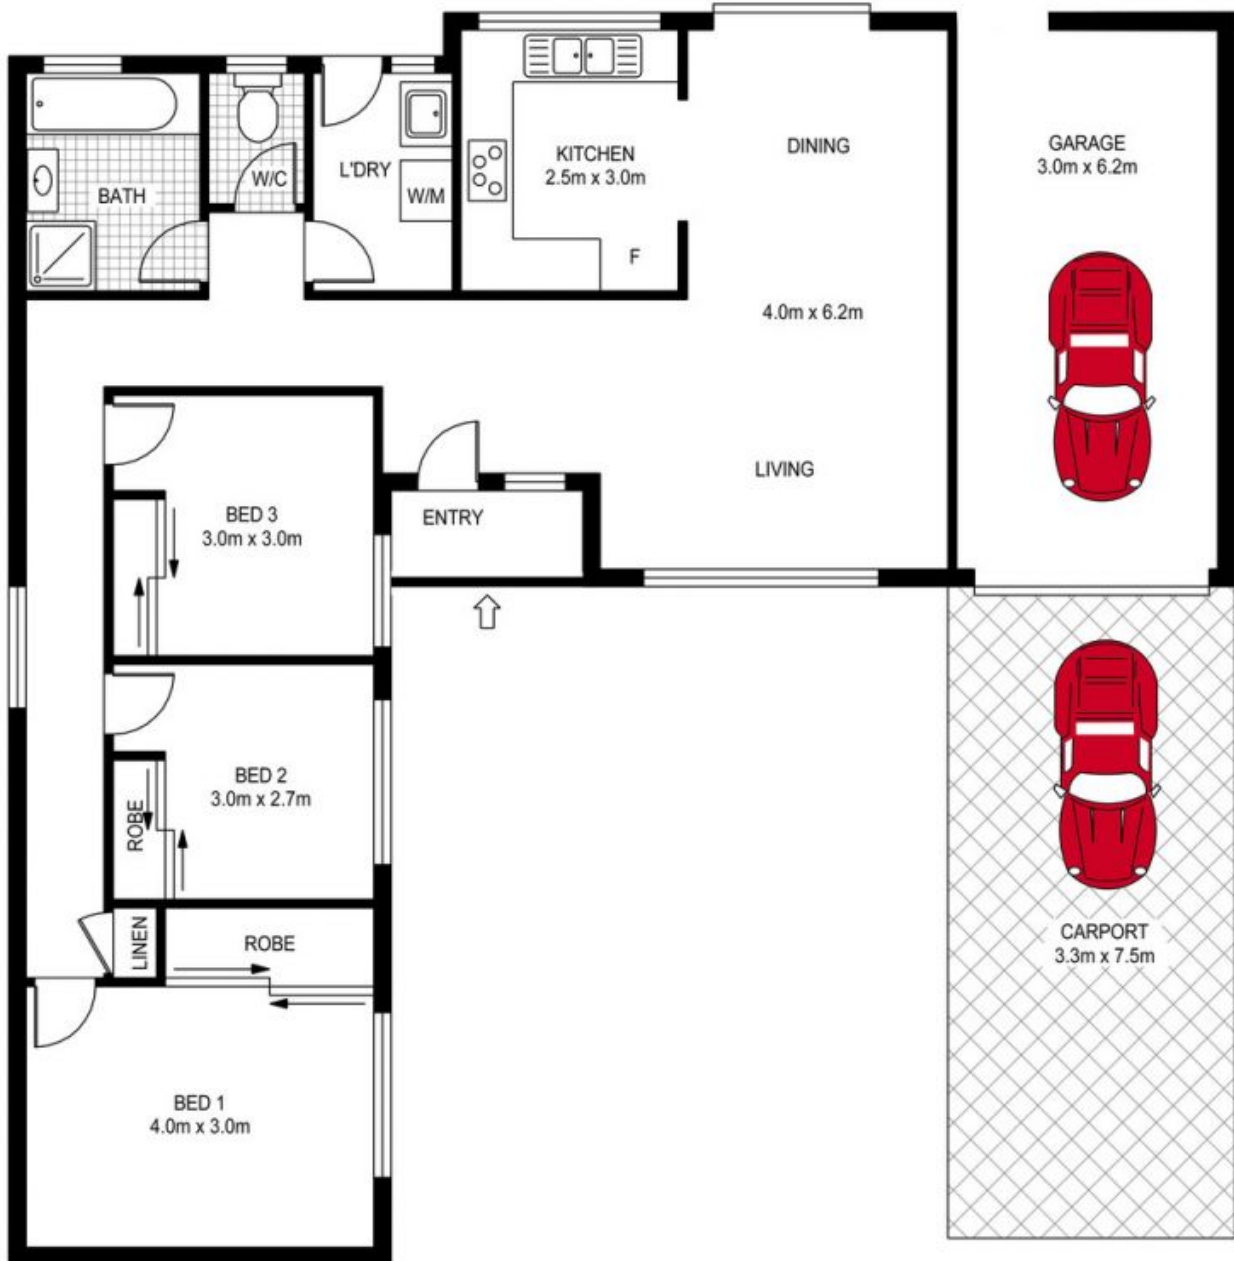 KITCHEN
2.5m x 3.0m
DINING
GARAGE
3.0m x 6.2m
BATH
W/C
L'DRY
W/M
F
4.0m x 6.2m
LIVING
BED 3
3.0m x 3.0m
ENTRY
BED 2
3.0m x 2.7m
ROBE
LINEN
ROBE
CARPORT
3.3m x 7.5m
BED 1
4.0m x 3.0m